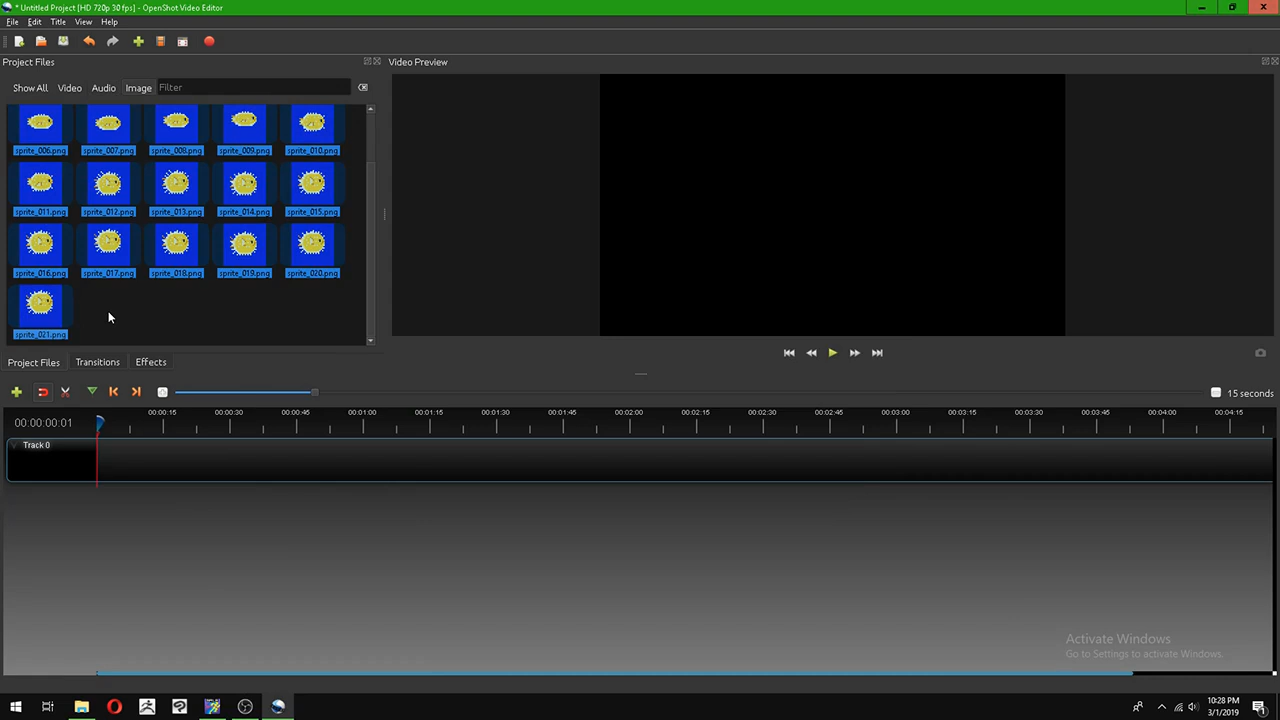 * Untitled Project [HD 720p 30 fps] - OpenShot Video Editor
File Edit Title View Help
Project Files
Video Preview
Show All Video Audio Image Filter
sprite_006.png sprite_007.png sprite_008.png sprite_009.png sprite_010.png
sprite_011.png sprite_012.png sprite_013.png sprite_014.png sprite_015.png
sprite_016.png sprite_017.png sprite_018.png sprite_019.png sprite_020.png
sprite_021.png
Project Files Transitions Effects
15 seconds
00:00:00:01
00:00:15 00:00:30 00:00:45 00:01:00 00:01:15 00:01:30 00:01:45 00:02:00 00:02:15 00:02:30 00:02:45 00:03:00 00:03:15 00:03:30 00:03:45 00:04:00 00:04:15
Track 0
Activate Windows
Go to Settings to activate Windows.
10:28 PM
3/1/2019
1